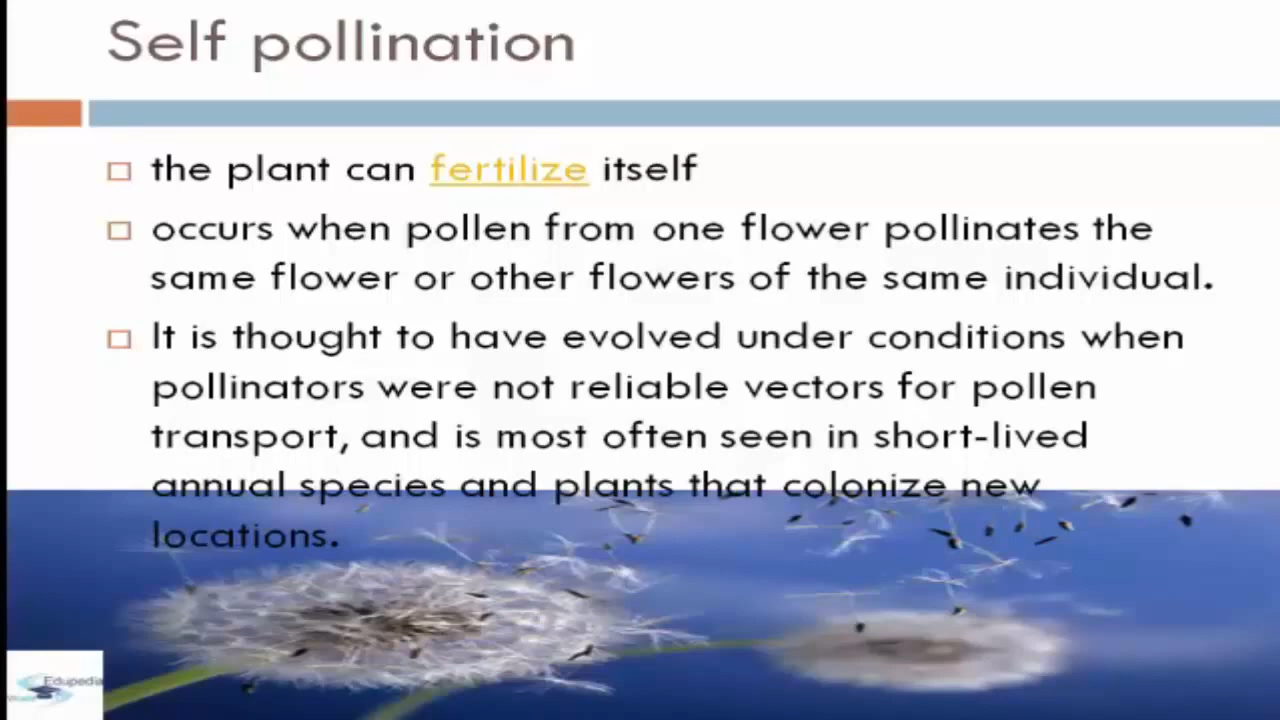 Self pollination
the plant can fertilize itself
occurs when pollen from one flower pollinates the
same flower or other flowers of the same individual.
It is thought to have evolved under conditions when
pollinators were not reliable vectors for pollen
transport, and is most often seen in short-lived
annual species and plants that colonize new
locations.
Edupedia